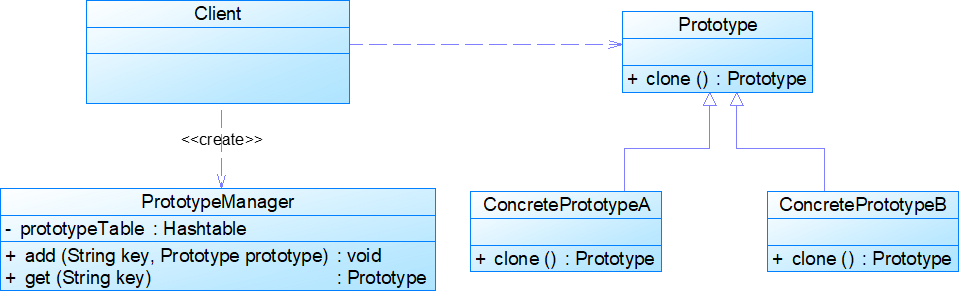 Client
Prototype
+ clone () : Prototype
<<create>>
PrototypeManager
- prototypeTable : Hashtable
+ add (String key, Prototype prototype) : void
+ get (String key) : Prototype
ConcretePrototypeA
+ clone () : Prototype
ConcretePrototypeB
+ clone () : Prototype